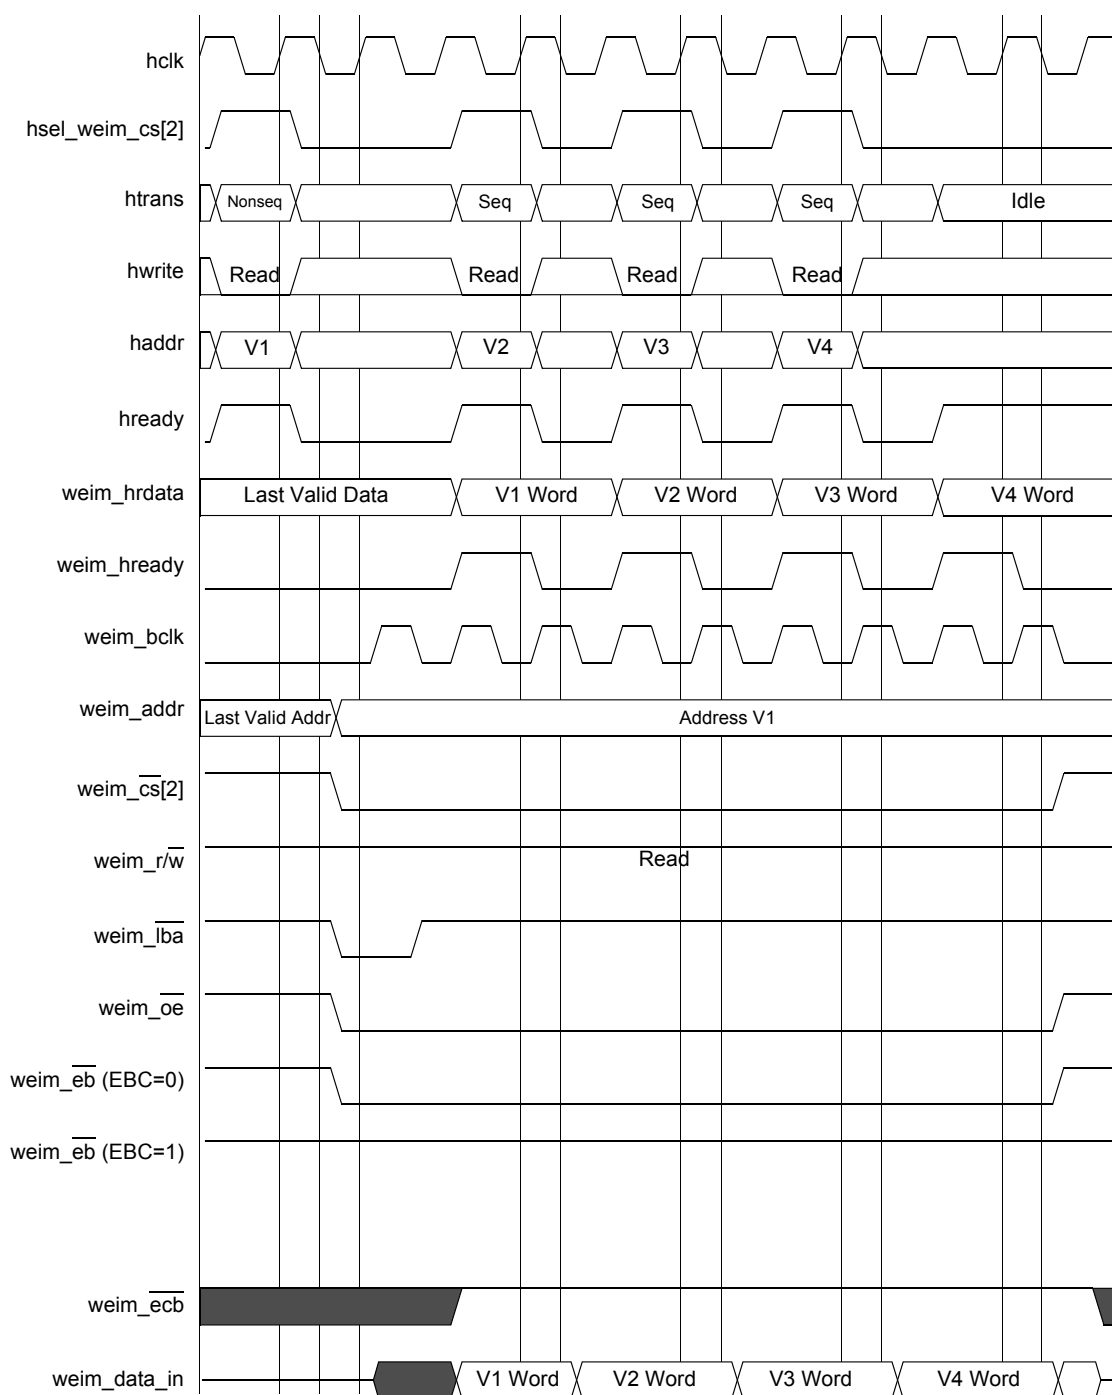 hclk
hsel_weim_cs[2]
htrans Nonseq Seq Seq Seq Idle
hwrite Read Read Read Read
haddr V1 V2 V3 V4
hready
weim_hrdata Last Valid Data V1 Word V2 Word V3 Word V4 Word
weim_hready
weim_bclk
weim_addr Last Valid Addr Address V1
weim_cs[2]
weim_r/w Read
weim_lba
weim_oe
weim_eb (EBC=0)
weim_eb (EBC=1)
weim_ecb
weim_data_in V1 Word V2 Word V3 Word V4 Word